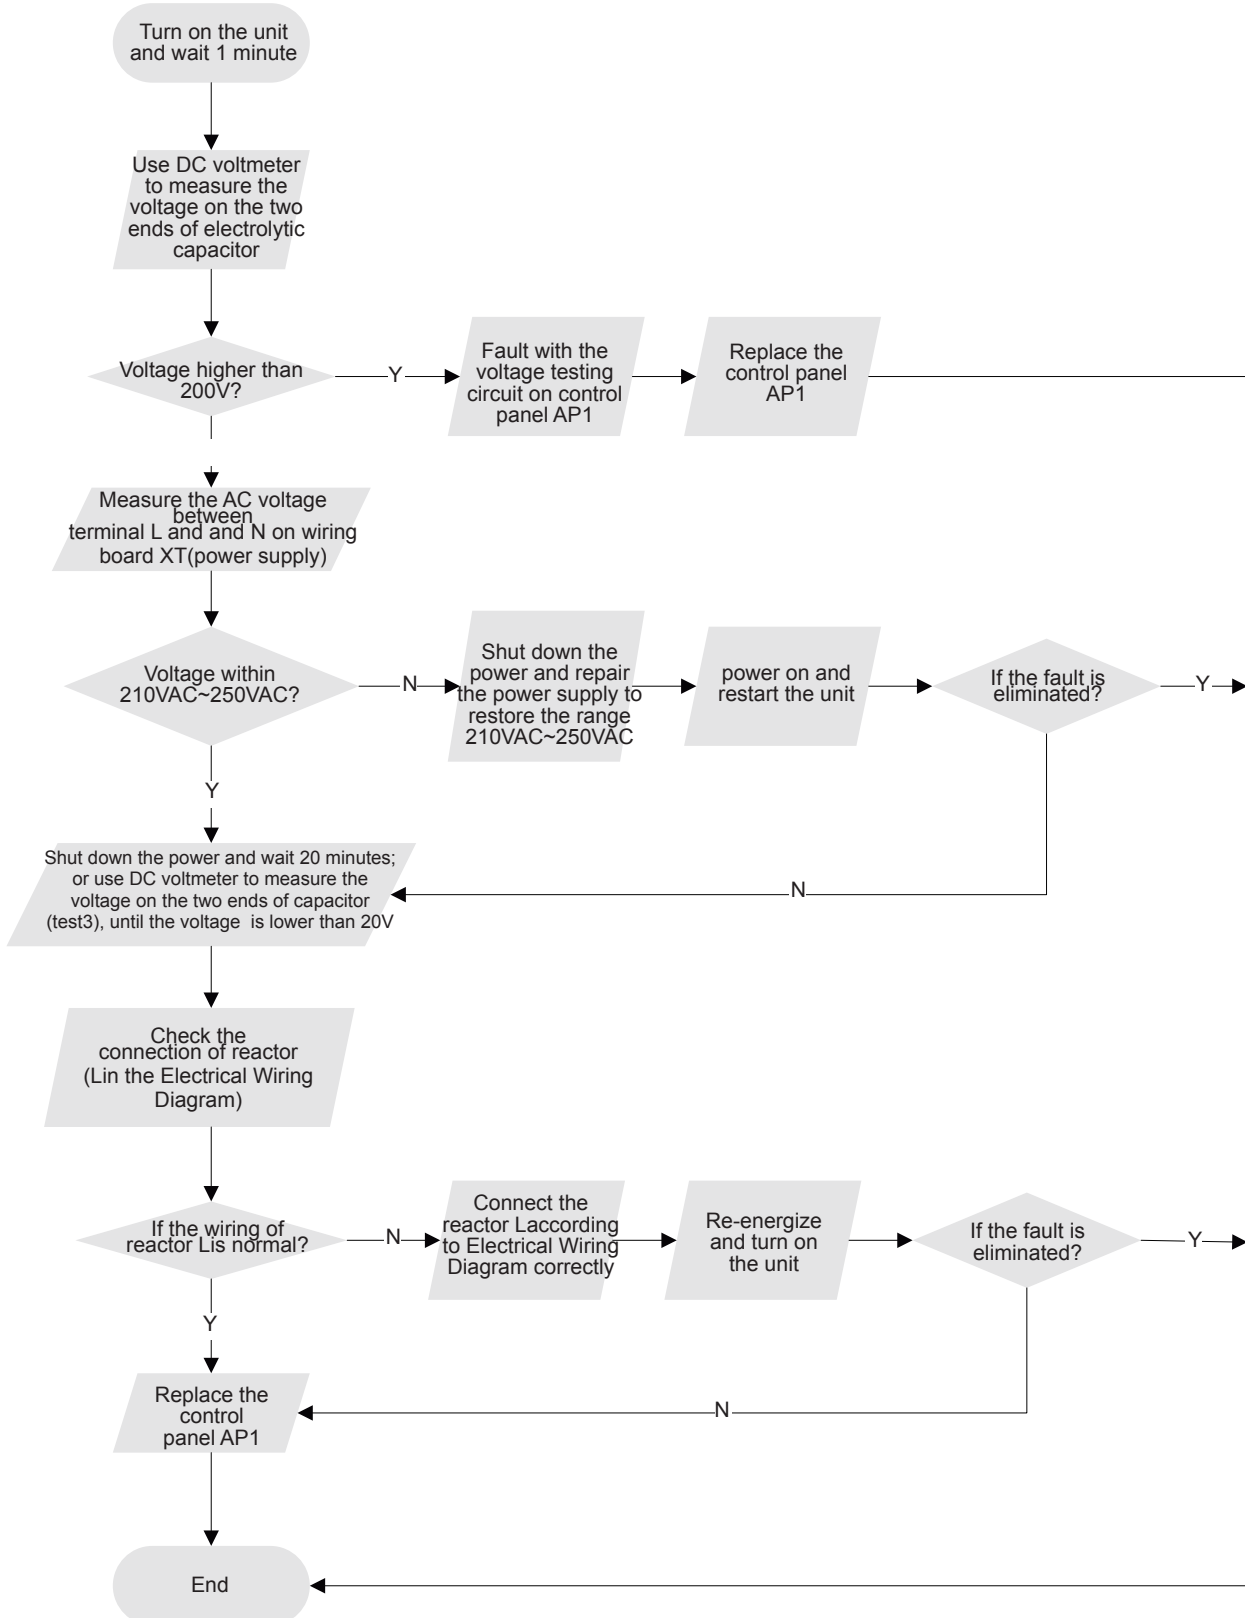 Turn on the unit
and wait 1 minute
Use DC voltmeter
to measure the
voltage on the two
ends of electrolytic
capacitor
Voltage higher than
200V?
Y
Fault with the
voltage testing
circuit on control
panel AP1
Replace the
control panel
AP1
Measure the AC voltage
between
terminal L and and N on wiring
board XT(power supply)
Voltage within
210VAC~250VAC?
N
Shut down the
power and repair
the power supply to
restore the range
210VAC~250VAC
power on and
restart the unit
If the fault is
eliminated?
Y
Y
Shut down the power and wait 20 minutes;
or use DC voltmeter to measure the
voltage on the two ends of capacitor
(test3), until the voltage is lower than 20V
N
Check the
connection of reactor
(Lin the Electrical Wiring
Diagram)
If the wiring of
reactor Lis normal?
N
Connect the
reactor Laccording
to Electrical Wiring
Diagram correctly
Re-energize
and turn on
the unit
If the fault is
eliminated?
Y
Y
Replace the
control
panel AP1
N
End